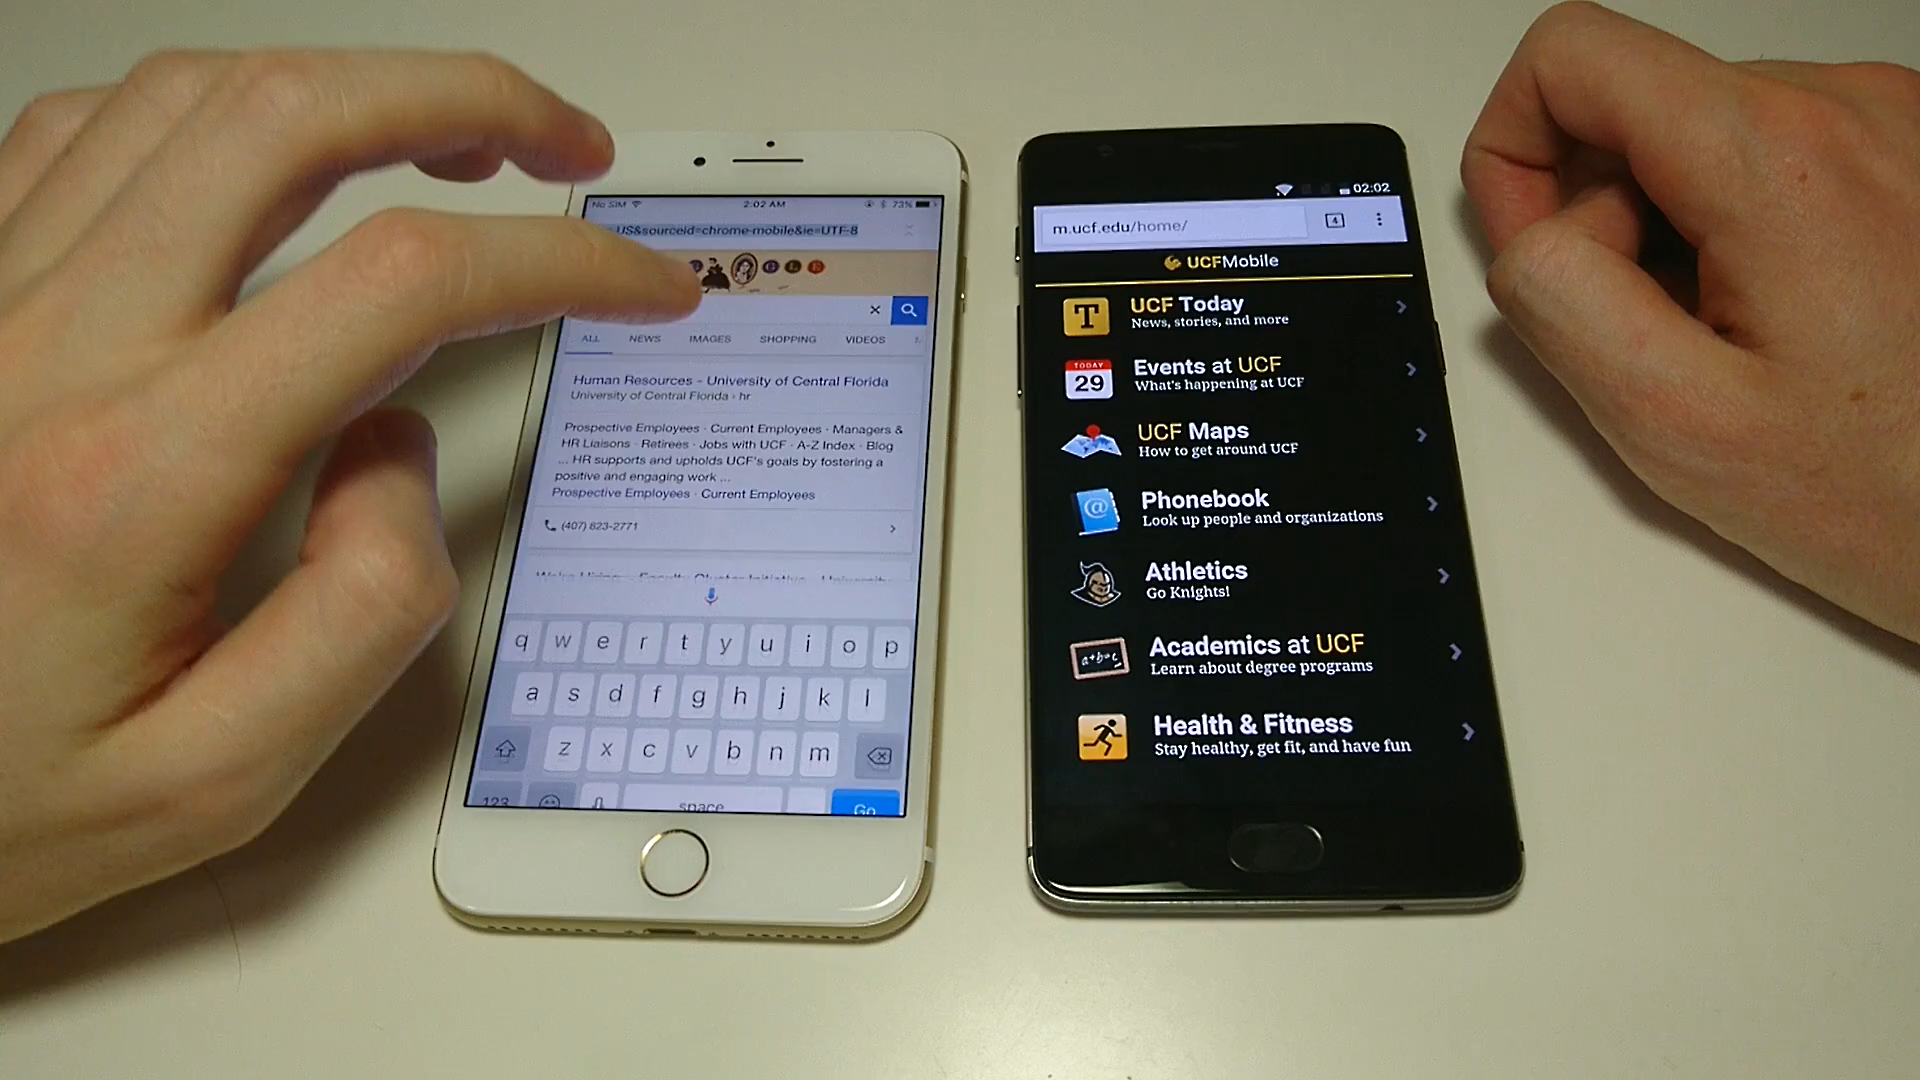 No SIM
2:02 AM
73%
US&sourceid=chrome-mobile&ie=UTF-8
ALL NEWS IMAGES SHOPPING VIDEOS
Human Resources - University of Central Florida
University of Central Florida › hr
Prospective Employees · Current Employees · Managers &
HR Liaisons · Retirees · Jobs with UCF · A-Z Index · Blog
... HR supports and upholds UCF's goals by fostering a
positive and engaging work ...
Prospective Employees · Current Employees
(407) 823-2771
q w e r t y u i o p
a s d f g h j k l
z x c v b n m
123 space Go
02:02
m.ucf.edu/home/
4
UCFMobile
T
UCF Today
News, stories, and more
TODAY
29
Events at UCF
What's happening at UCF
UCF Maps
How to get around UCF
@
Phonebook
Look up people and organizations
Athletics
Go Knights!
a+b=c
Academics at UCF
Learn about degree programs
Health & Fitness
Stay healthy, get fit, and have fun